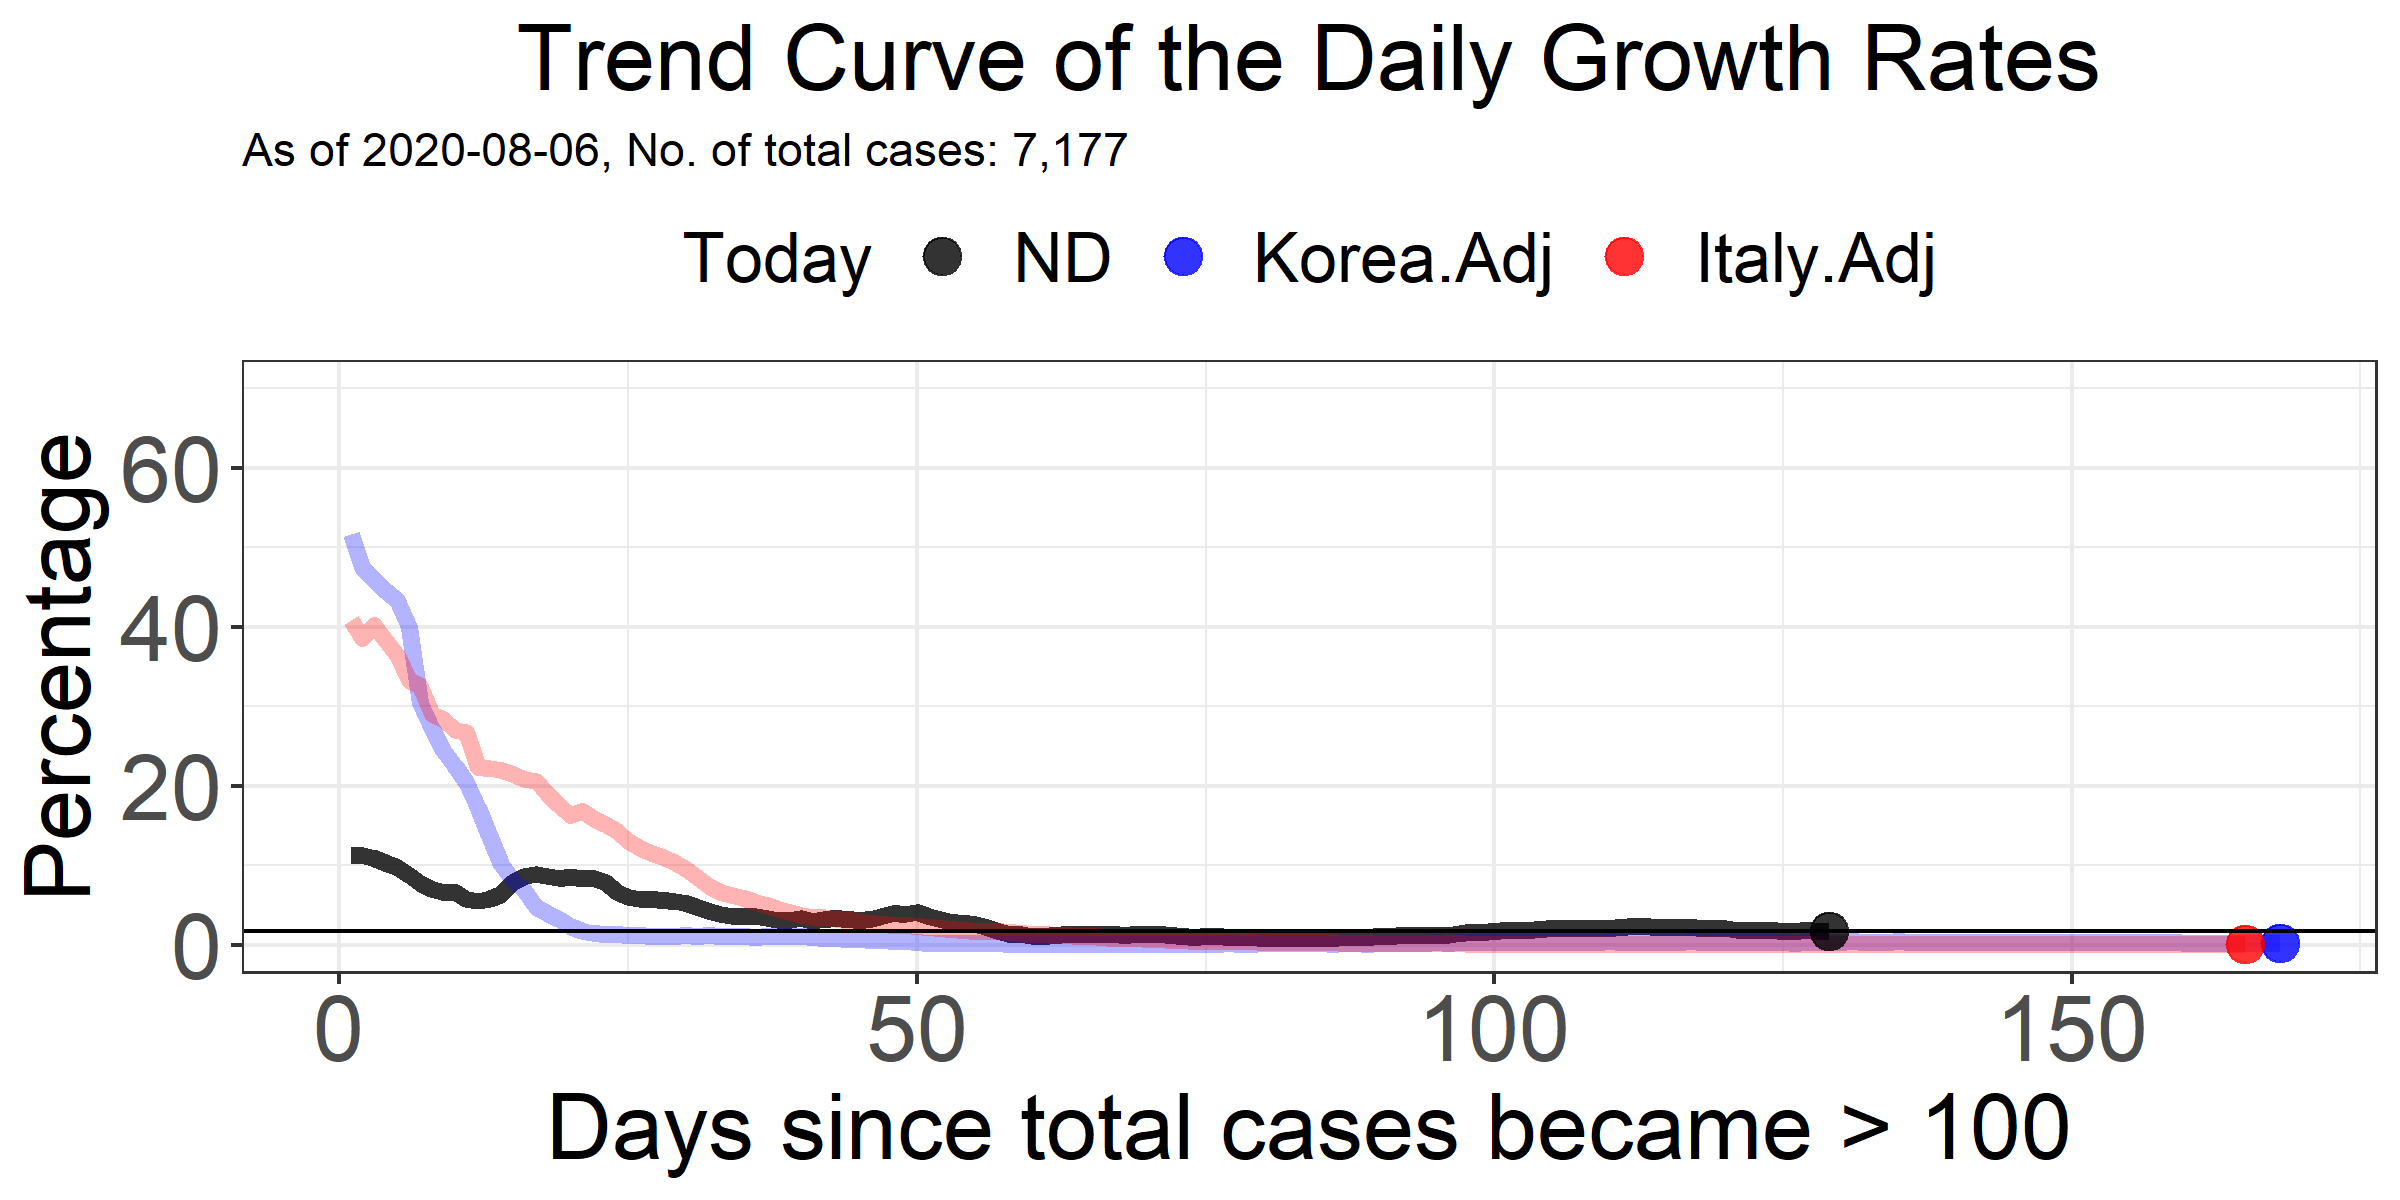 Trend Curve of the Daily Growth Rates
As of 2020-08-06, No. of total cases: 7,177
Today ND Korea.Adj Italy.Adj
Percentage
60
40
20
0
0 50 100 150
Days since total cases became > 100